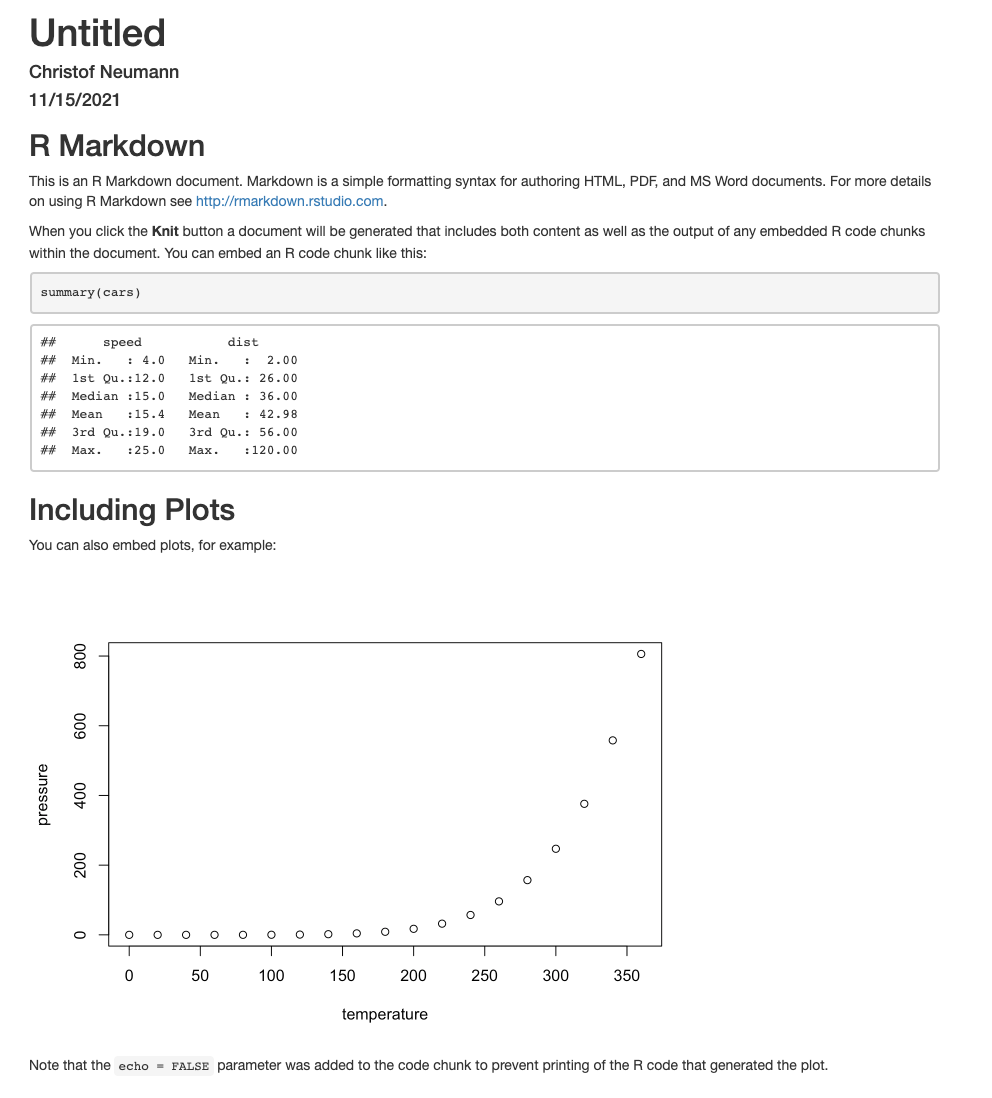 Untitled
Christof Neumann
11/15/2021
R Markdown
This is an R Markdown document. Markdown is a simple formatting syntax for authoring HTML, PDF, and MS Word documents. For more details
on using R Markdown see http://rmarkdown.rstudio.com.
When you click the Knit button a document will be generated that includes both content as well as the output of any embedded R code chunks
within the document. You can embed an R code chunk like this:
summary(cars)
##      speed           dist
##  Min.   : 4.0   Min.   :  2.00
##  1st Qu.:12.0   1st Qu.: 26.00
##  Median :15.0   Median : 36.00
##  Mean   :15.4   Mean   : 42.98
##  3rd Qu.:19.0   3rd Qu.: 56.00
##  Max.   :25.0   Max.   :120.00
Including Plots
You can also embed plots, for example:
800
600
400
200
0
pressure
0 50 100 150 200 250 300 350
temperature
Note that the echo = FALSE parameter was added to the code chunk to prevent printing of the R code that generated the plot.